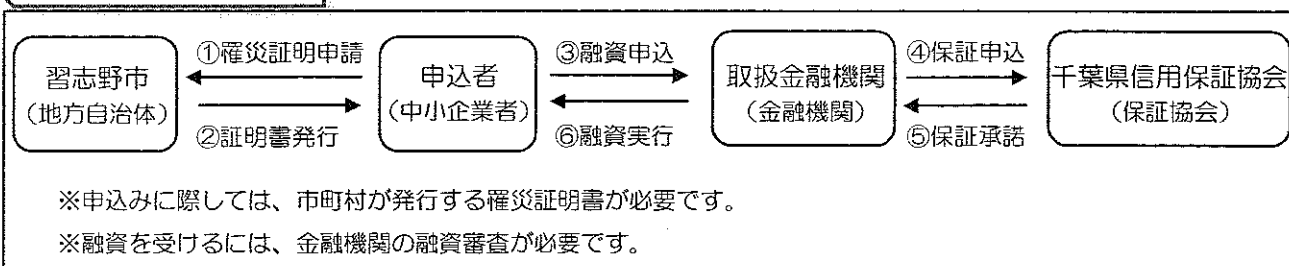 ①罹災証明申請
③融資申込
④保証申込
習志野市
(地方自治体)
申込者
(中小企業者)
取扱金融機関
(金融機関)
千葉県信用保証協会
(保証協会)
②証明書発行
⑥融資実行
⑤保証承諾
※申込みに際しては、市町村が発行する罹災証明書が必要です。
※融資を受けるには、金融機関の融資審査が必要です。